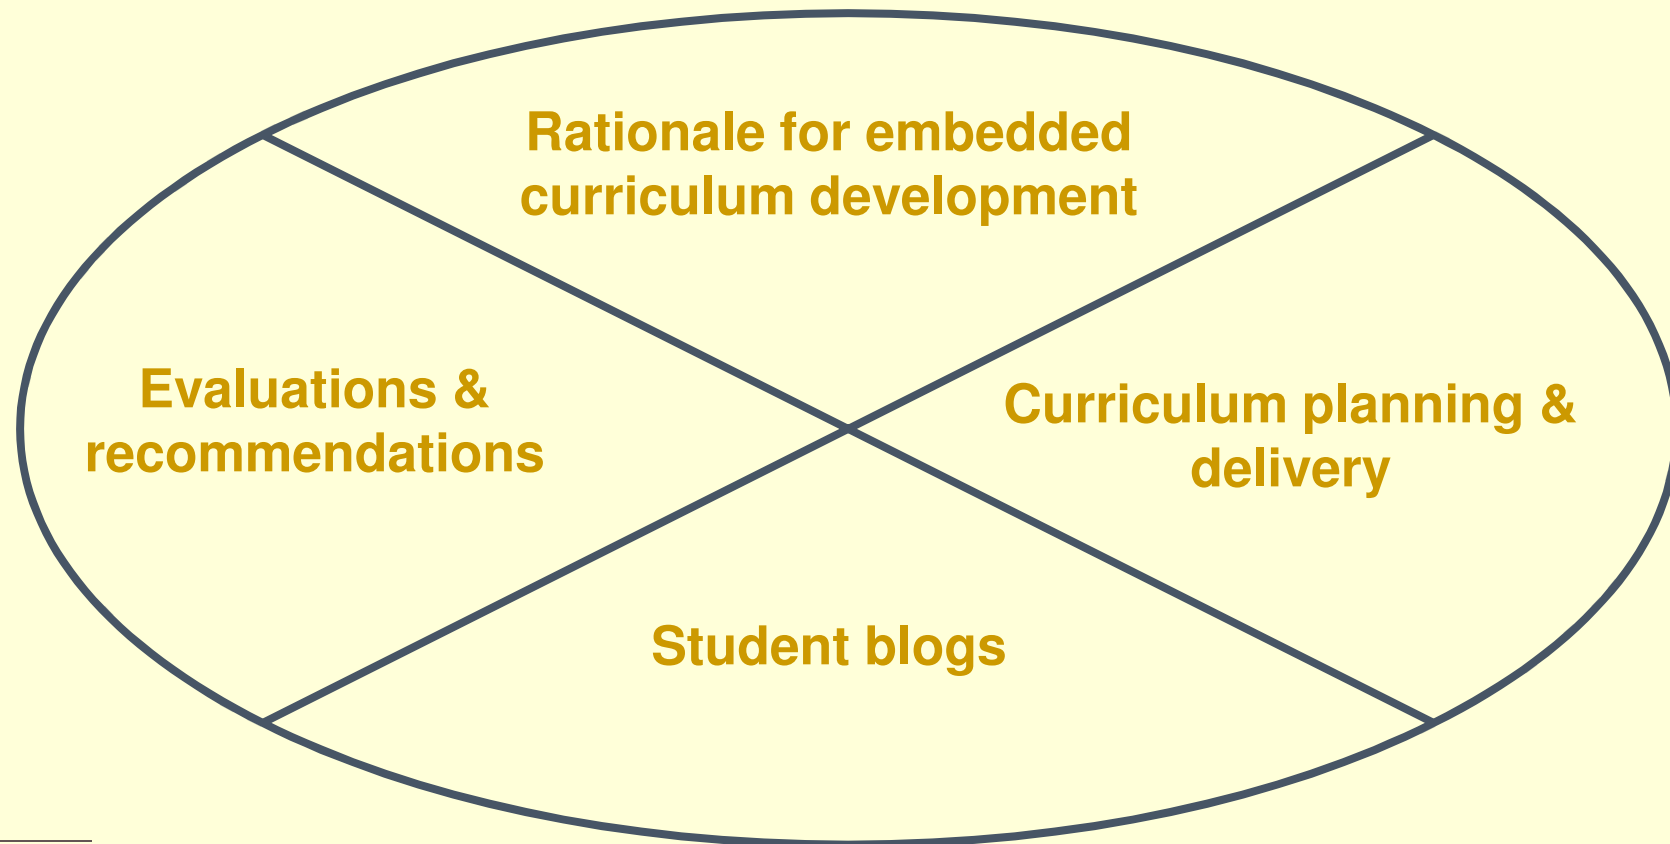 Rationale for embedded
curriculum development
Evaluations &
recommendations
Curriculum planning &
delivery
Student blogs